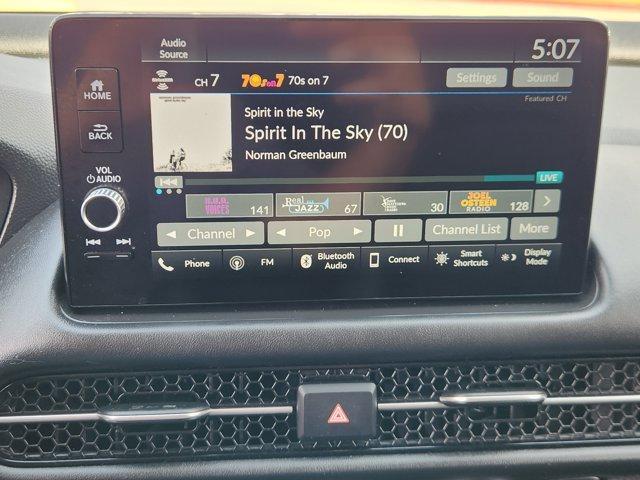 Audio
Source
5:07
SiriusXM
CH 7
70s on 7
70s on 7
Settings
Sound
Featured CH
HOME
BACK
VOL
AUDIO
Spirit in the Sky
Spirit In The Sky (70)
Norman Greenbaum
LIVE
H.U.R.
VOICES
141
Real
JAZZ
67
30
JOEL
OSTEEN
RADIO
128
Channel
Pop
Channel List
More
Phone
FM
Bluetooth
Audio
Connect
Smart
Shortcuts
Display
Mode